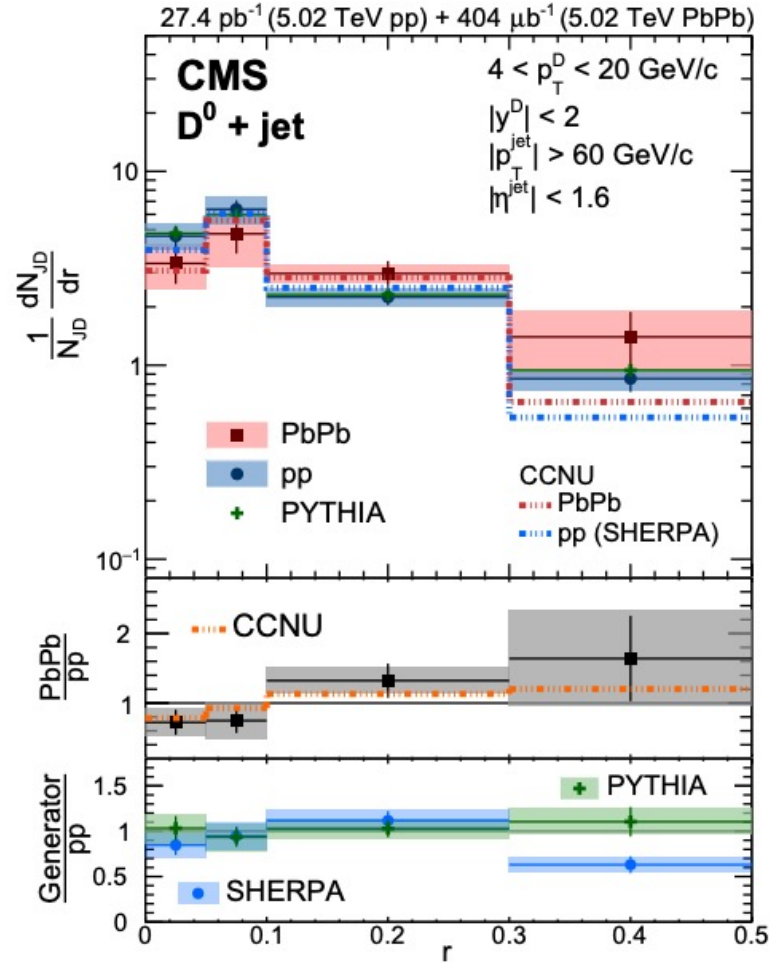 27.4 pb⁻¹ (5.02 TeV pp) + 404 μb⁻¹ (5.02 TeV PbPb)
CMS
D⁰ + jet
4 < p_T^D < 20 GeV/c
|y^D| < 2
|p_T^jet| > 60 GeV/c
|η^jet| < 1.6
10
1
10⁻¹
1/N_JD dN_JD/dr
PbPb
pp
PYTHIA
CCNU
PbPb
pp (SHERPA)
PbPb/pp
2
1
CCNU
Generator/pp
1.5
1
0.5
0
PYTHIA
SHERPA
0 0.1 0.2 0.3 0.4 0.5
r